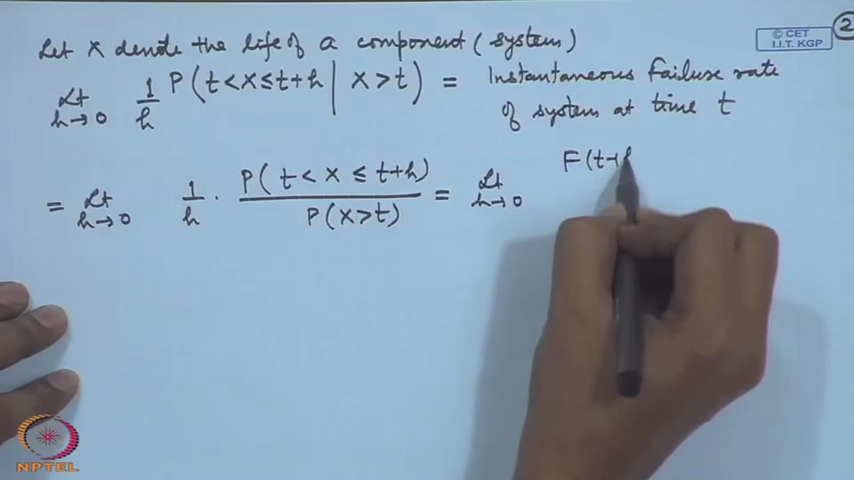 2
© CET
I.I.T. KGP
Let X denote the life of a component (system)
Lt h→0 1/h P(t<X≤t+h | X>t) = Instantaneous failure rate
of system at time t
= Lt h→0 1/h · P(t < X ≤ t+h) / P(X>t) = Lt h→0 F(t+h
NPTEL